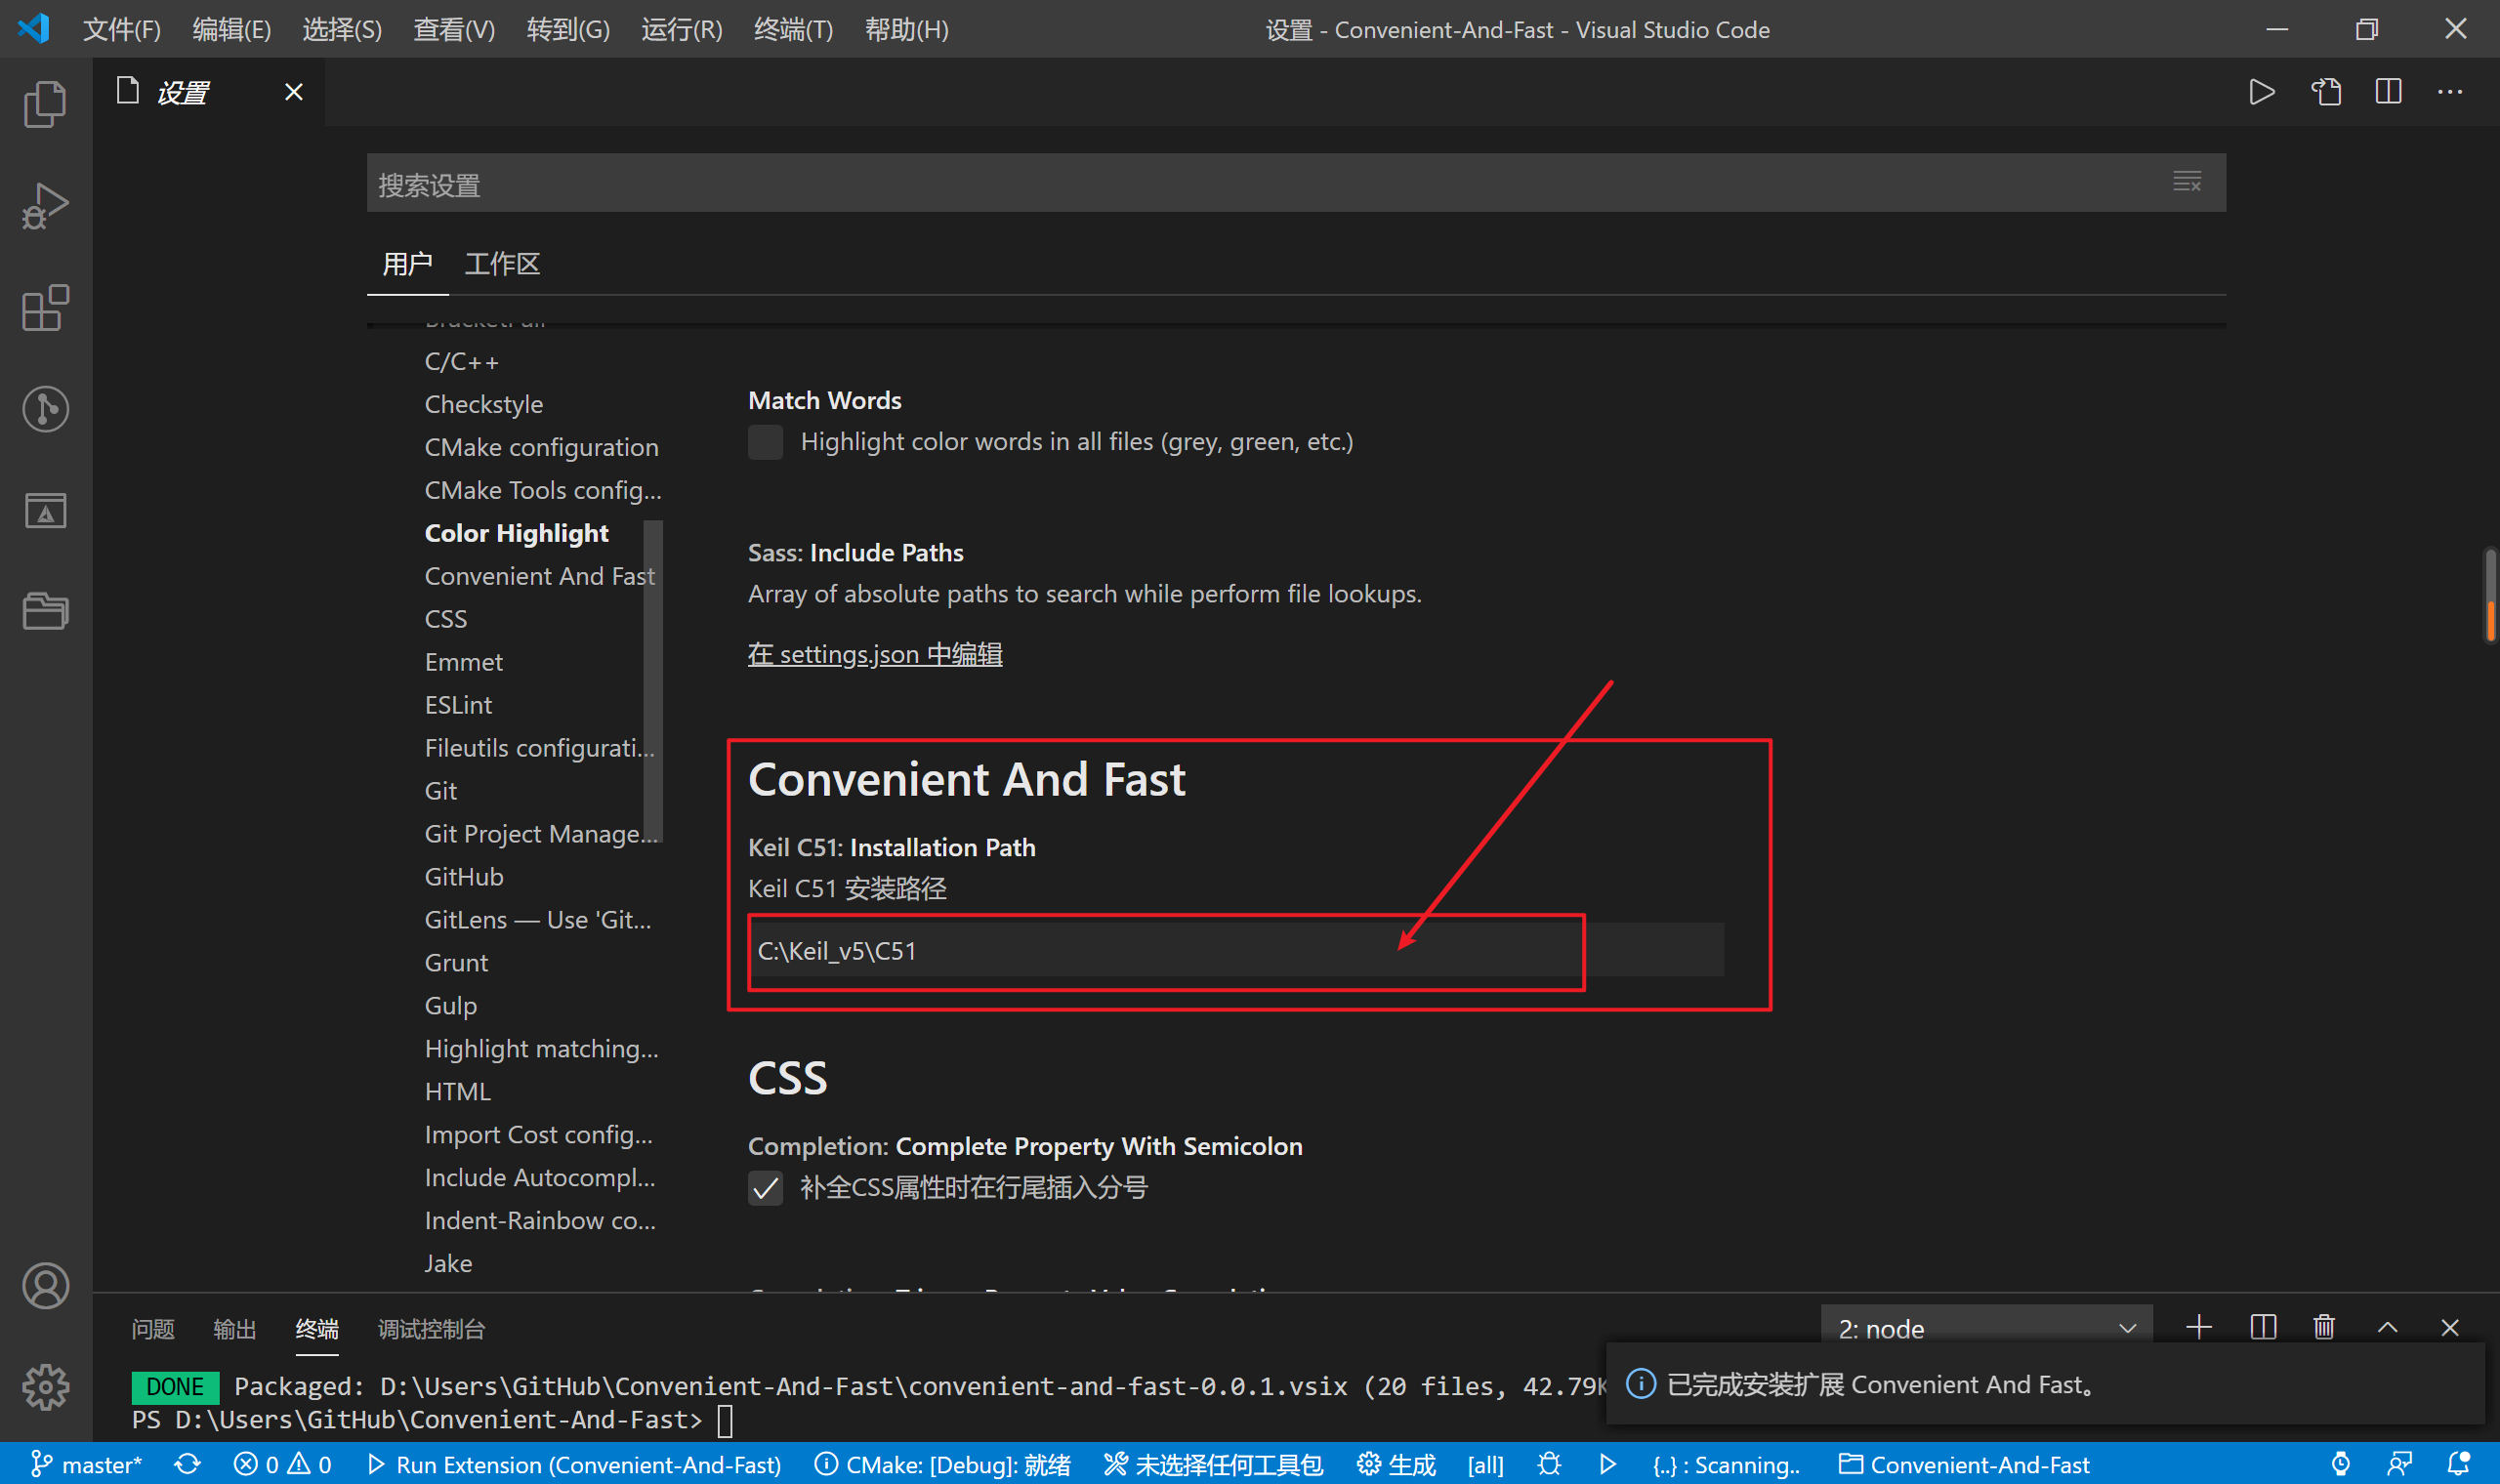 文件(F) 编辑(E) 选择(S) 查看(V) 转到(G) 运行(R) 终端(T) 帮助(H) 设置 - Convenient-And-Fast - Visual Studio Code
设置
搜索设置
用户 工作区
BracketPair
C/C++
Checkstyle
CMake configuration
CMake Tools config...
Color Highlight
Convenient And Fast
CSS
Emmet
ESLint
Fileutils configurati...
Git
Git Project Manage...
GitHub
GitLens — Use 'Git...
Grunt
Gulp
Highlight matching...
HTML
Import Cost config...
Include Autocompl...
Indent-Rainbow co...
Jake
Match Words
Highlight color words in all files (grey, green, etc.)
Sass: Include Paths
Array of absolute paths to search while perform file lookups.
在 settings.json 中编辑
Convenient And Fast
Keil C51: Installation Path
Keil C51 安装路径
C:\Keil_v5\C51
CSS
Completion: Complete Property With Semicolon
补全CSS属性时在行尾插入分号
问题 输出 终端 调试控制台 2: node
DONE Packaged: D:\Users\GitHub\Convenient-And-Fast\convenient-and-fast-0.0.1.vsix (20 files, 42.79K
PS D:\Users\GitHub\Convenient-And-Fast>
已完成安装扩展 Convenient And Fast。
master* 0 0 Run Extension (Convenient-And-Fast) CMake: [Debug]: 就绪 未选择任何工具包 生成 [all] {..} : Scanning.. Convenient-And-Fast